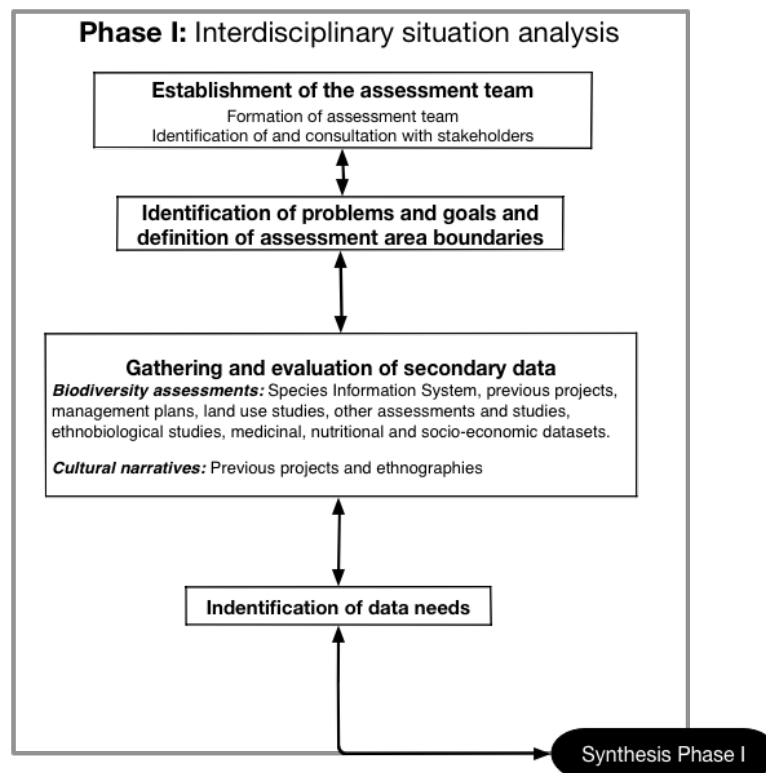 Phase I: Interdisciplinary situation analysis
Establishment of the assessment team
Formation of assessment team
Identification of and consultation with stakeholders
Identification of problems and goals and
definition of assessment area boundaries
Gathering and evaluation of secondary data
Biodiversity assessments: Species Information System, previous projects,
management plans, land use studies, other assessments and studies,
ethnobiological studies, medicinal, nutritional and socio-economic datasets.
Cultural narratives: Previous projects and ethnographies
Indentification of data needs
Synthesis Phase I